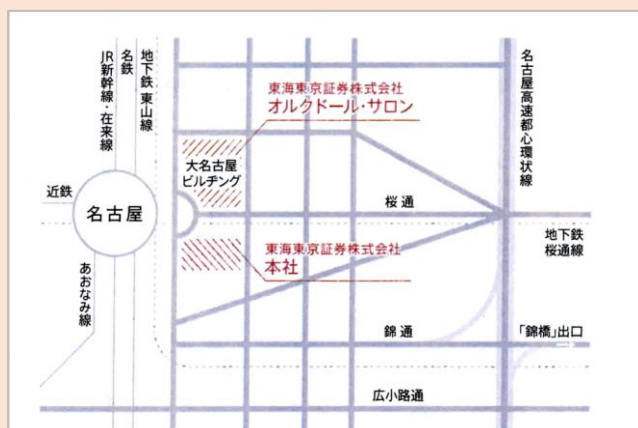 JR新幹線・在来線
名鉄
地下鉄 東山線
名古屋高速都心環状線
東海東京証券株式会社
オルクドール・サロン
大名古屋
ビルヂング
近鉄
名古屋
桜通
地下鉄
桜通線
東海東京証券株式会社
本社
あおなみ線
錦通
「錦橋」出口
広小路通